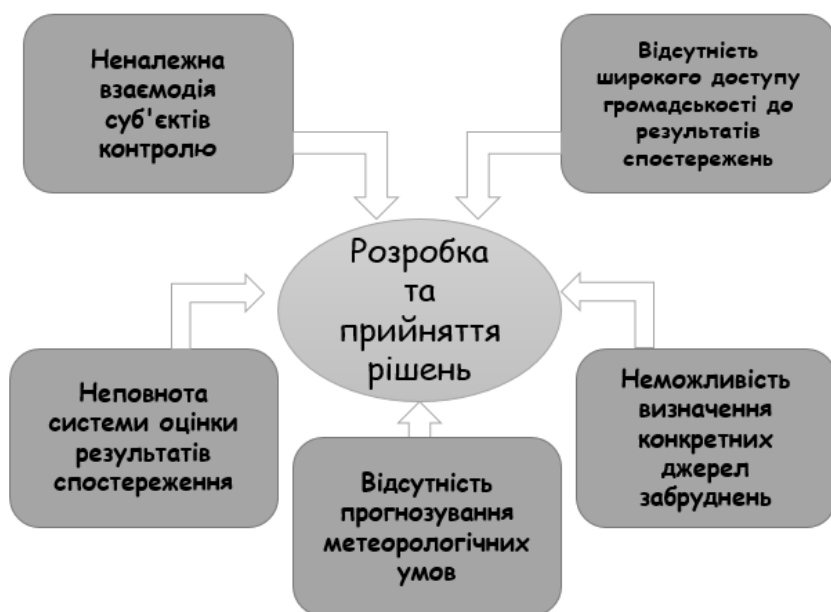 Неналежна
взаємодія
суб'єктів
контролю
Відсутність
широкого доступу
громадськості до
результатів
спостережень
Розробка
та
прийняття
рішень
Неповнота
системи оцінки
результатів
спостереження
Відсутність
прогнозування
метеорологічних
умов
Неможливість
визначення
конкретних
джерел
забруднень